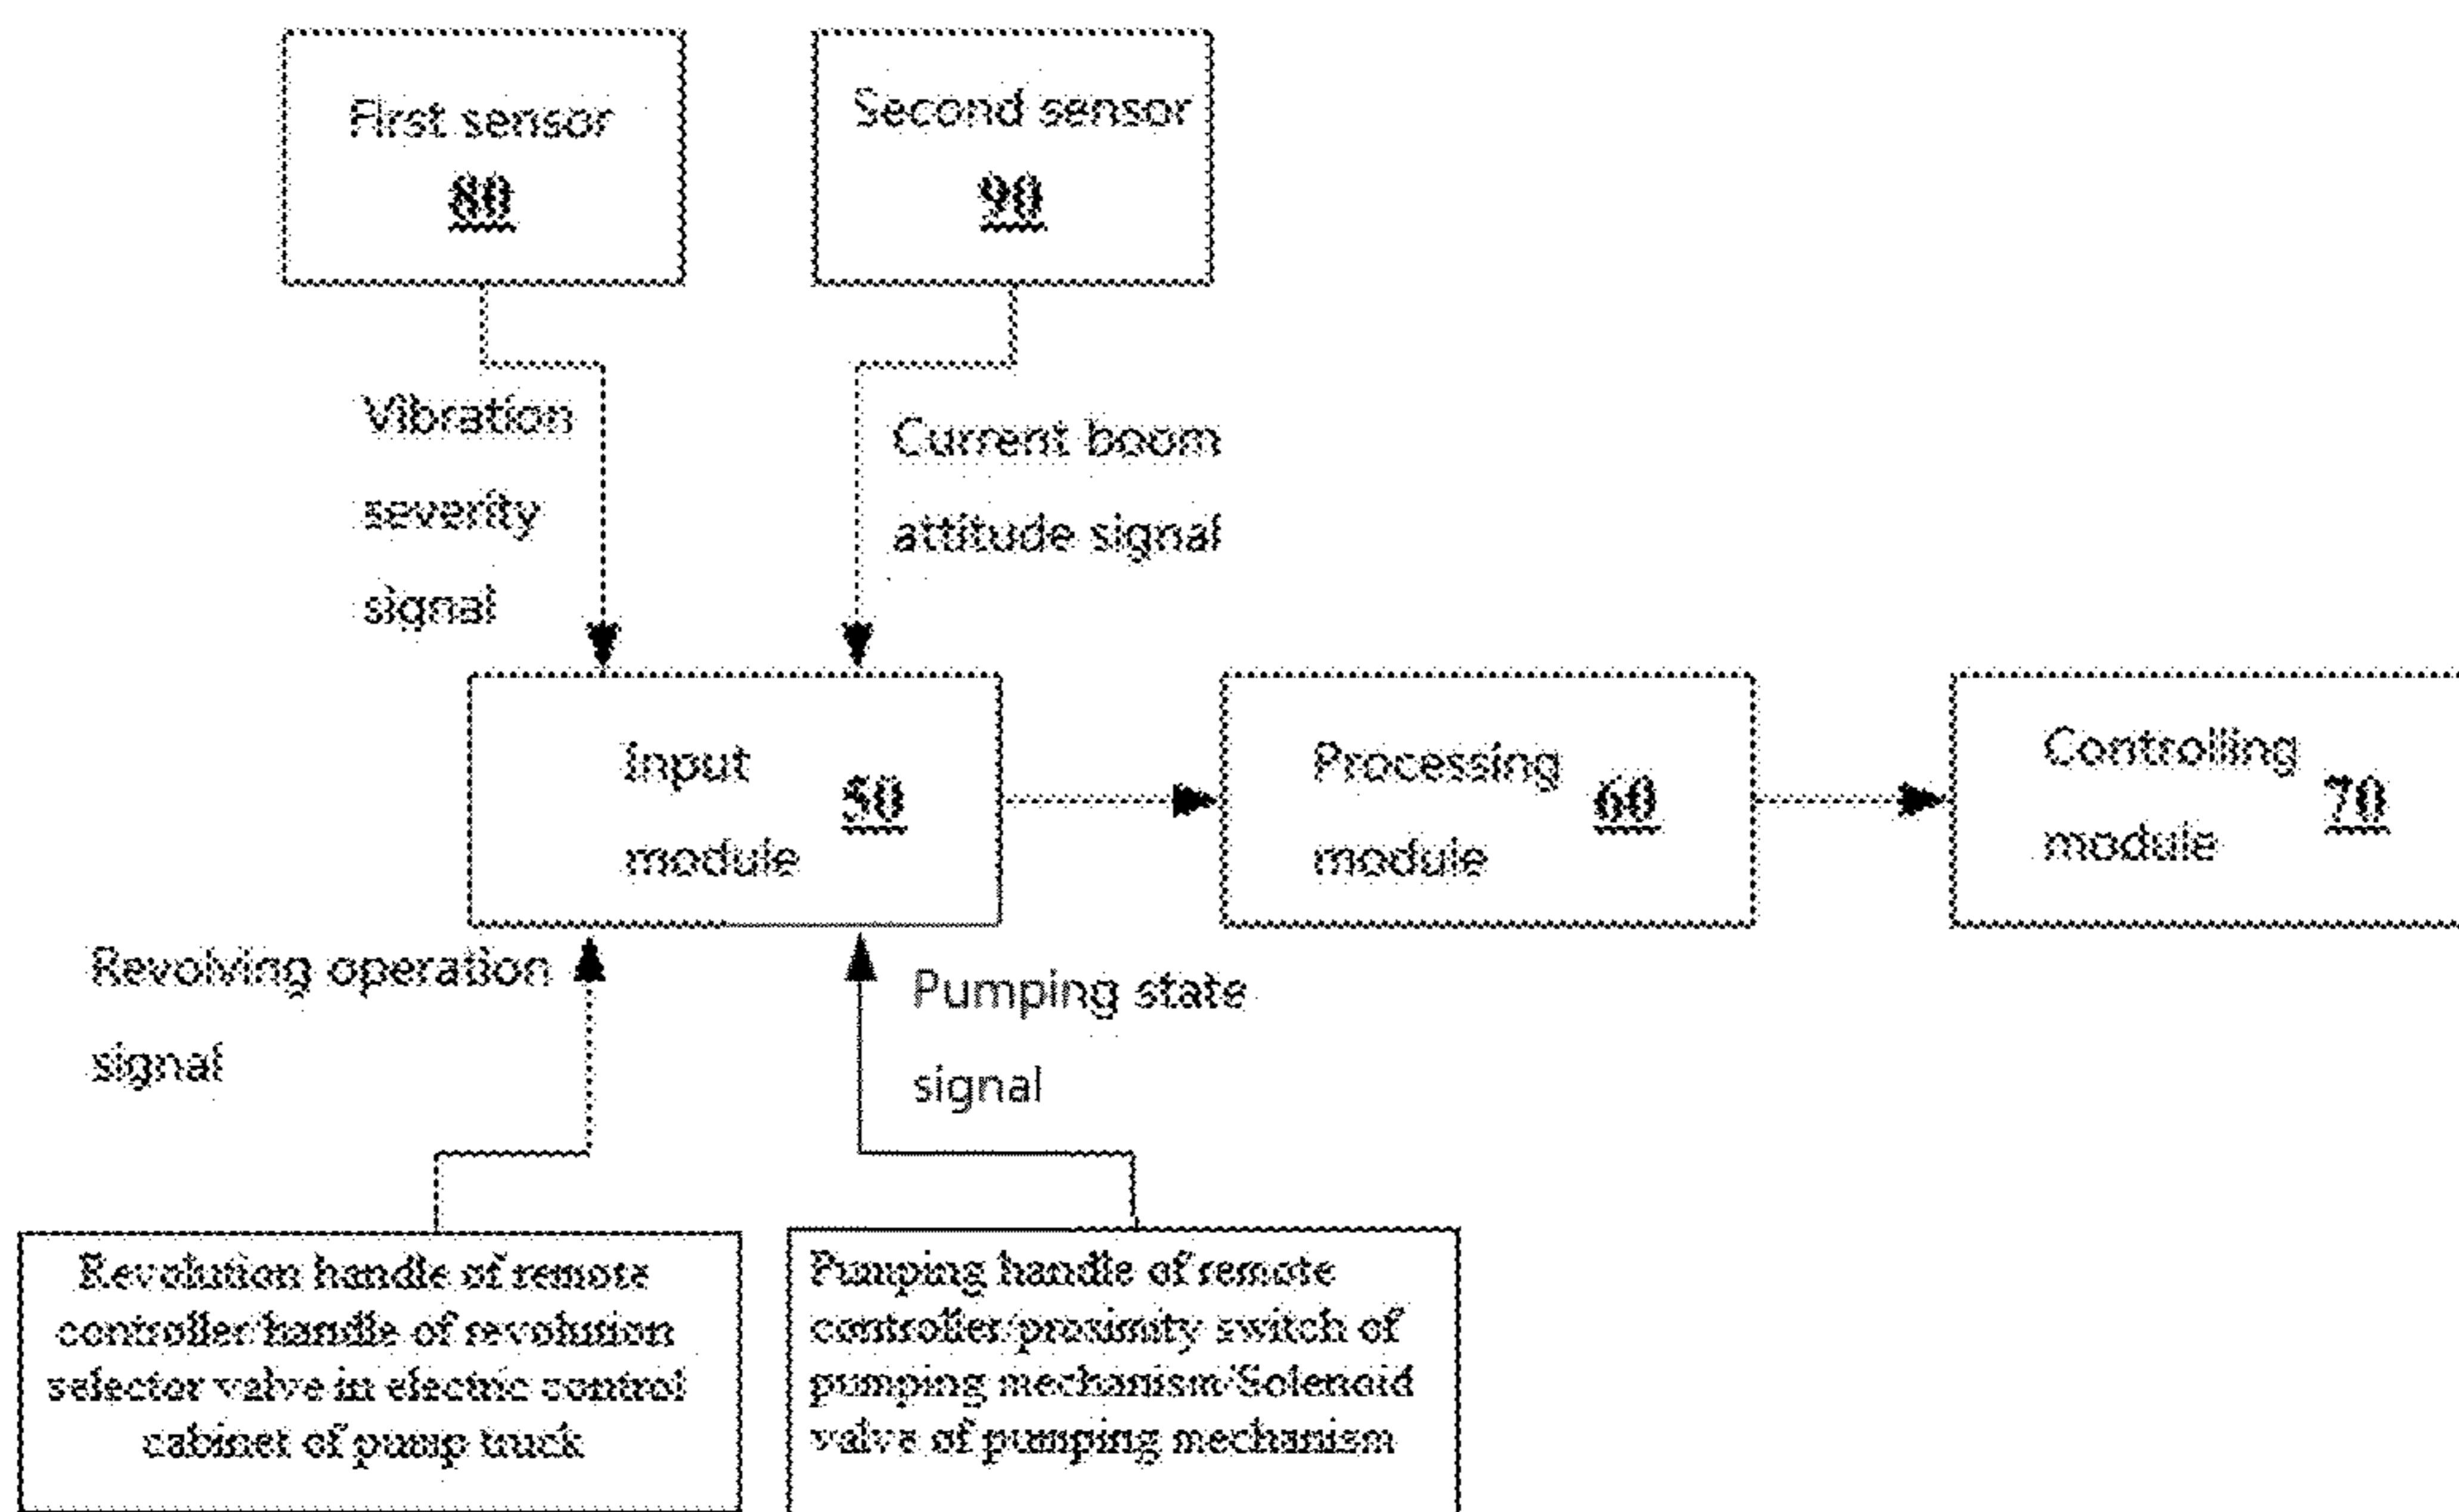 First sensor
80
Second sensor
90
Vibration
severity
signal
Current boom
attitude signal
Input
module
50
Processing
module
60
Controlling
module
70
Revolving operation
signal
Pumping state
signal
Revolution handle of remote
controller/handle of revolution
selector valve in electric control
cabinet of pump truck
Pumping handle of remote
controller/proximity switch of
pumping mechanism/Solenoid
valve of pumping mechanism